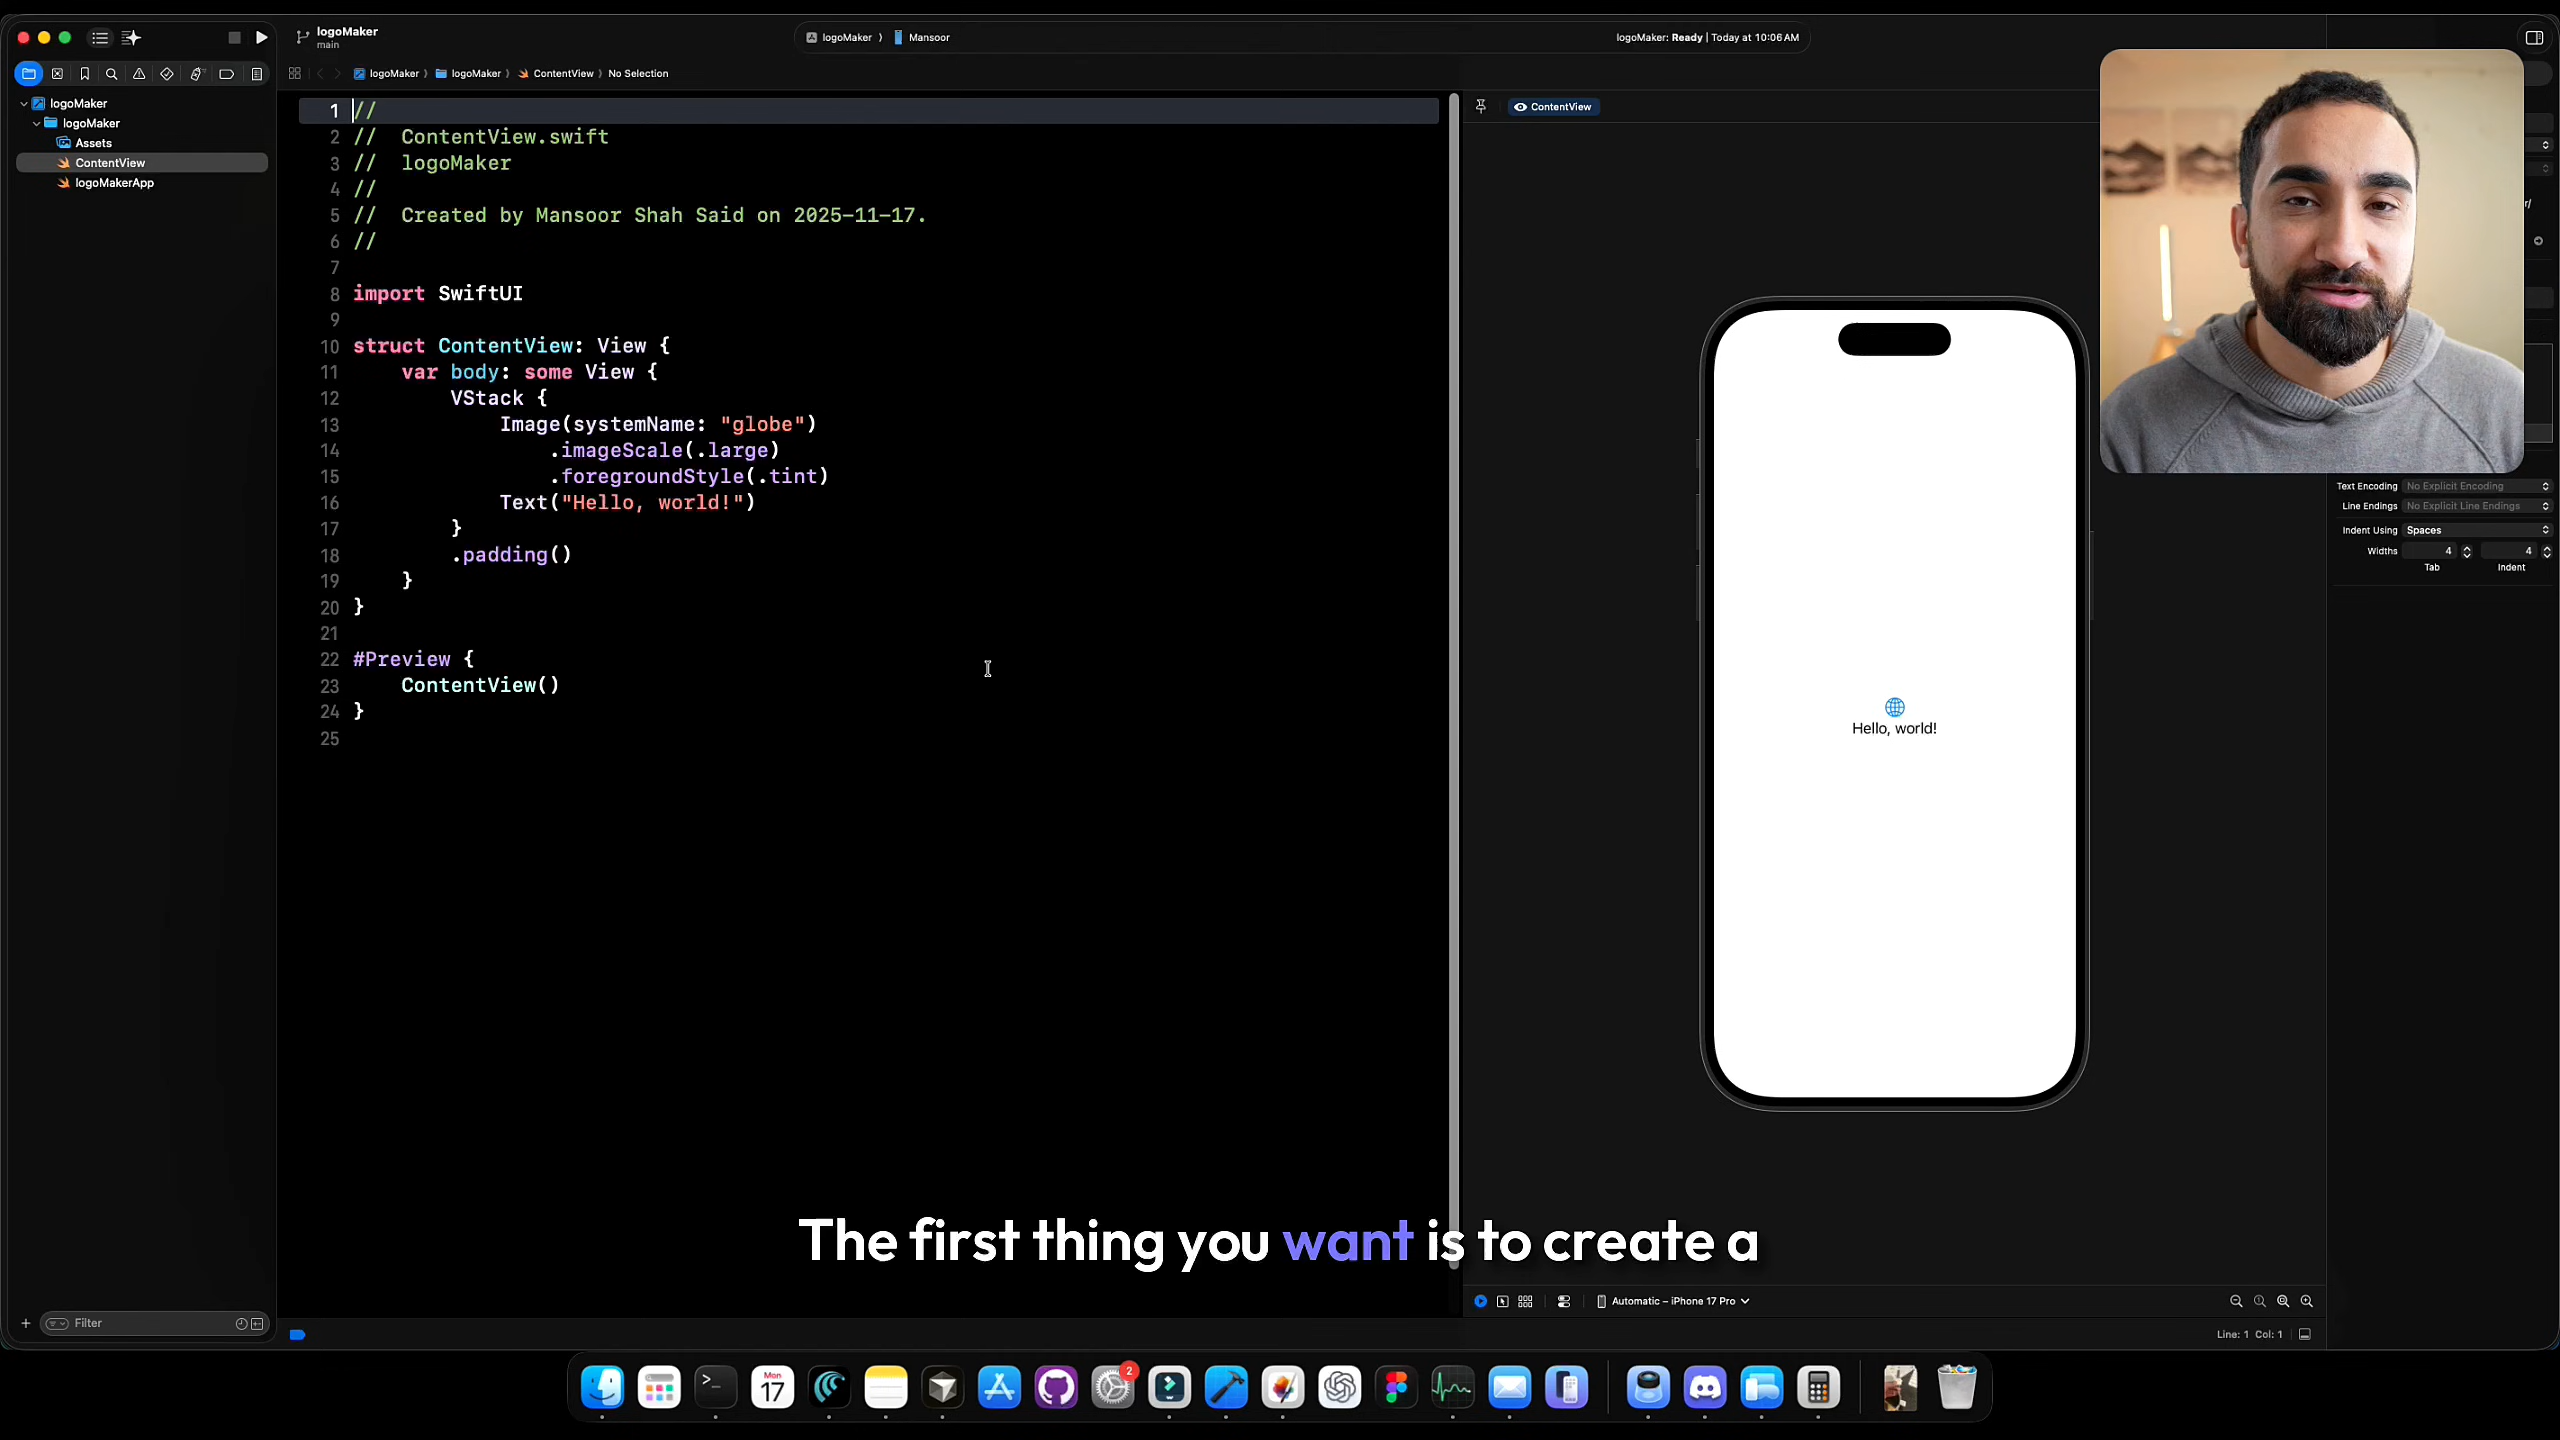 logoMaker
main
logoMaker
Mansoor
logoMaker: Ready | Today at 10:06 AM
logoMaker
logoMaker
ContentView
No Selection
logoMaker
logoMaker
Assets
ContentView
logoMakerApp
1 //
2 //  ContentView.swift
3 //  logoMaker
4 //
5 //  Created by Mansoor Shah Said on 2025-11-17.
6 //
7
8 import SwiftUI
9
10 struct ContentView: View {
11     var body: some View {
12         VStack {
13             Image(systemName: "globe")
14                 .imageScale(.large)
15                 .foregroundStyle(.tint)
16             Text("Hello, world!")
17         }
18         .padding()
19     }
20 }
21
22 #Preview {
23     ContentView()
24 }
25
ContentView
Hello, world!
Text Encoding No Explicit Encoding
Line Endings No Explicit Line Endings
Indent Using Spaces
Widths 4 4
Tab Indent
The first thing you want is to create a
Automatic – iPhone 17 Pro
Filter
Line: 1 Col: 1
Mon
17
2